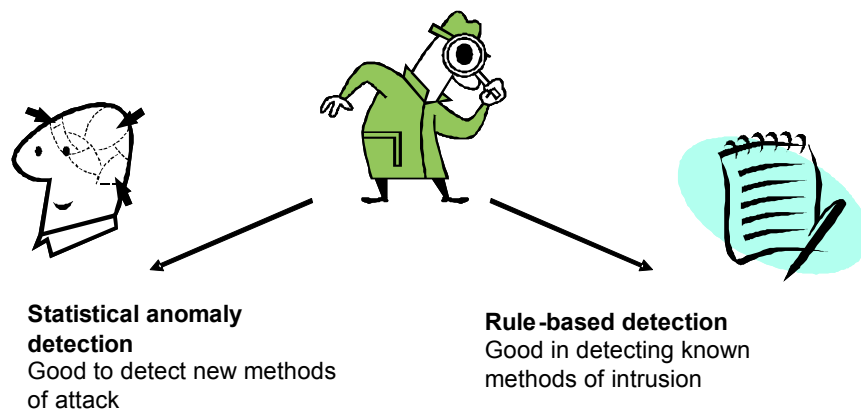 Statistical anomaly
detection
Good to detect new methods
of attack
Rule-based detection
Good in detecting known
methods of intrusion